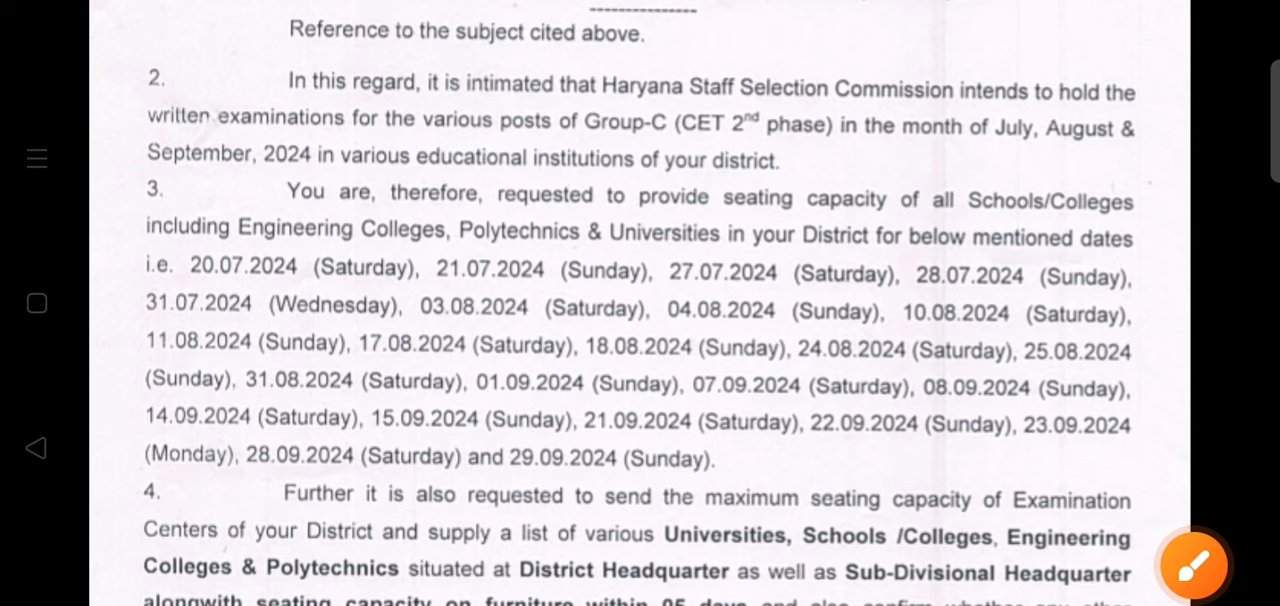 Reference to the subject cited above.
2. In this regard, it is intimated that Haryana Staff Selection Commission intends to hold the
written examinations for the various posts of Group-C (CET 2nd phase) in the month of July, August &
September, 2024 in various educational institutions of your district.
3. You are, therefore, requested to provide seating capacity of all Schools/Colleges
including Engineering Colleges, Polytechnics & Universities in your District for below mentioned dates
i.e. 20.07.2024 (Saturday), 21.07.2024 (Sunday), 27.07.2024 (Saturday), 28.07.2024 (Sunday),
31.07.2024 (Wednesday), 03.08.2024 (Saturday), 04.08.2024 (Sunday), 10.08.2024 (Saturday),
11.08.2024 (Sunday), 17.08.2024 (Saturday), 18.08.2024 (Sunday), 24.08.2024 (Saturday), 25.08.2024
(Sunday), 31.08.2024 (Saturday), 01.09.2024 (Sunday), 07.09.2024 (Saturday), 08.09.2024 (Sunday),
14.09.2024 (Saturday), 15.09.2024 (Sunday), 21.09.2024 (Saturday), 22.09.2024 (Sunday), 23.09.2024
(Monday), 28.09.2024 (Saturday) and 29.09.2024 (Sunday).
4. Further it is also requested to send the maximum seating capacity of Examination
Centers of your District and supply a list of various Universities, Schools /Colleges, Engineering
Colleges & Polytechnics situated at District Headquarter as well as Sub-Divisional Headquarter
alongwith seating capacity on furniture within 05 days and also confirm whether any other